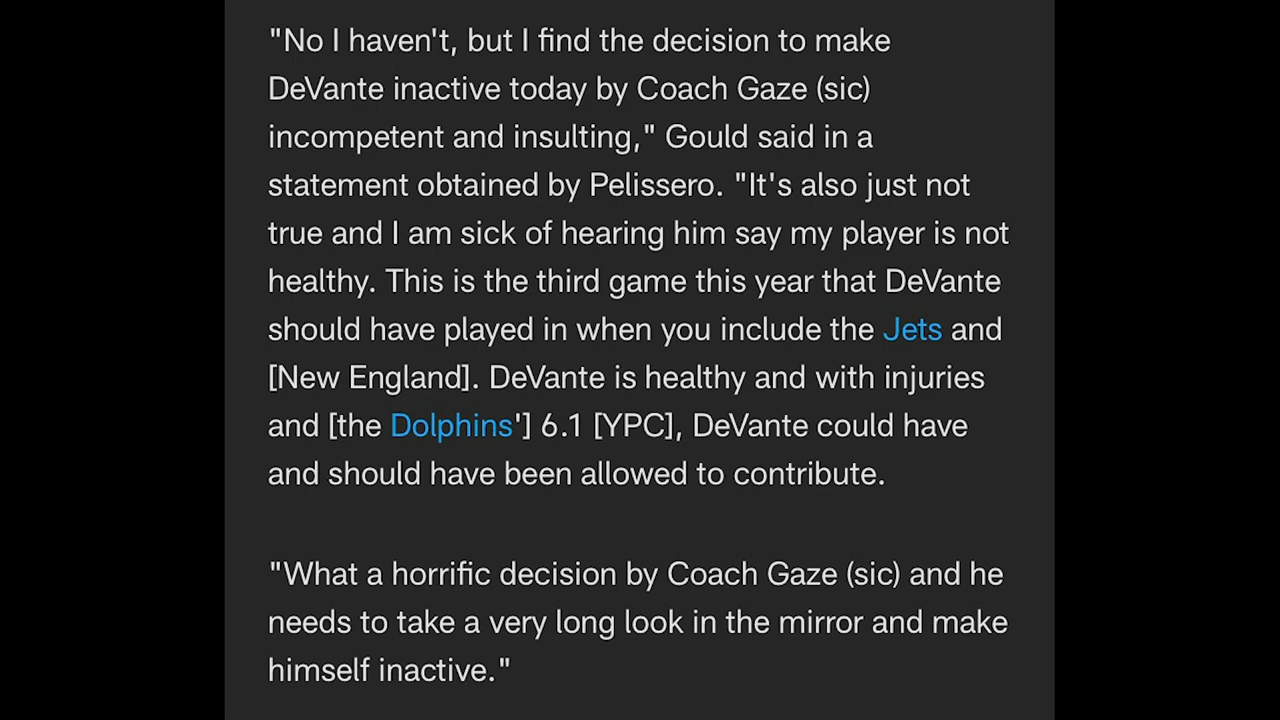 "No I haven't, but I find the decision to make
DeVante inactive today by Coach Gaze (sic)
incompetent and insulting," Gould said in a
statement obtained by Pelissero. "It's also just not
true and I am sick of hearing him say my player is not
healthy. This is the third game this year that DeVante
should have played in when you include the Jets and
[New England]. DeVante is healthy and with injuries
and [the Dolphins'] 6.1 [YPC], DeVante could have
and should have been allowed to contribute.
"What a horrific decision by Coach Gaze (sic) and he
needs to take a very long look in the mirror and make
himself inactive."